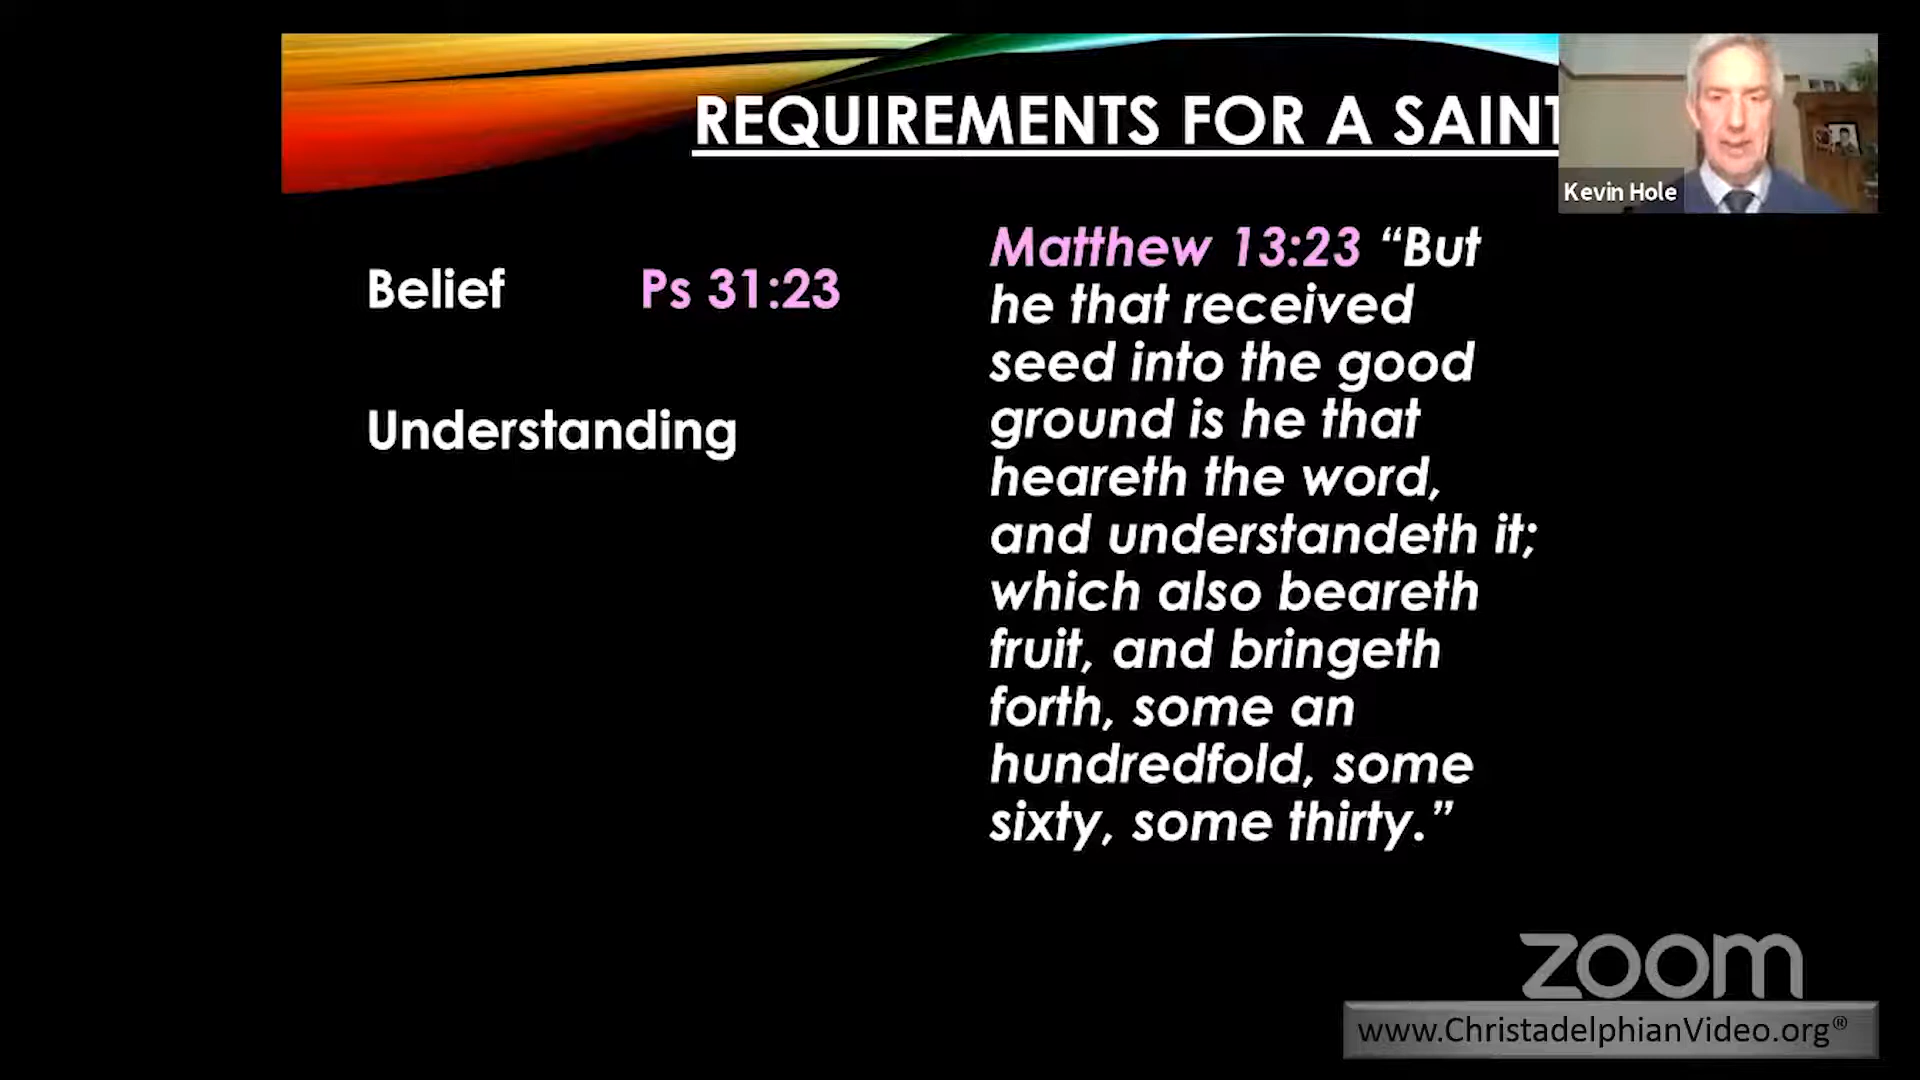 REQUIREMENTS FOR A SAINT
Kevin Hole
Belief Ps 31:23
Understanding
Matthew 13:23 “But
he that received
seed into the good
ground is he that
heareth the word,
and understandeth it;
which also beareth
fruit, and bringeth
forth, some an
hundredfold, some
sixty, some thirty.”
zoom
www.ChristadelphianVideo.org®